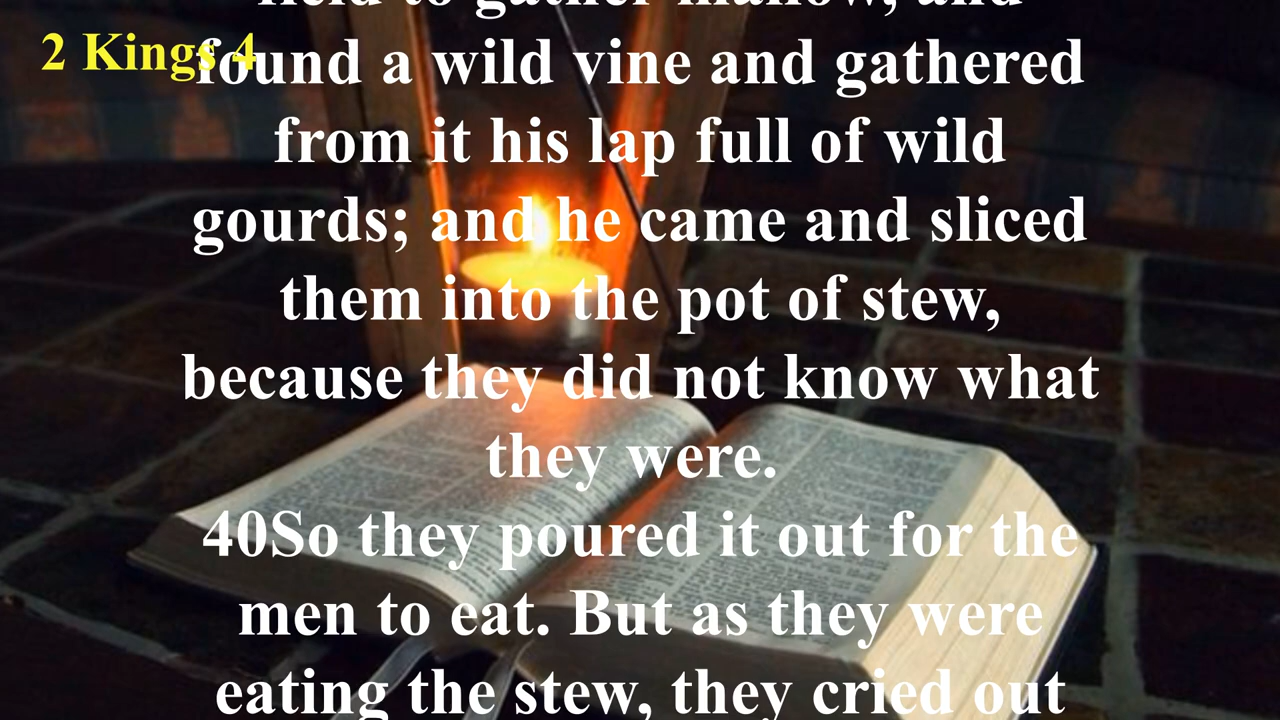 field to gather mallow, and
2 Kings 4
found a wild vine and gathered
from it his lap full of wild
gourds; and he came and sliced
them into the pot of stew,
because they did not know what
they were.
40So they poured it out for the
men to eat. But as they were
eating the stew, they cried out